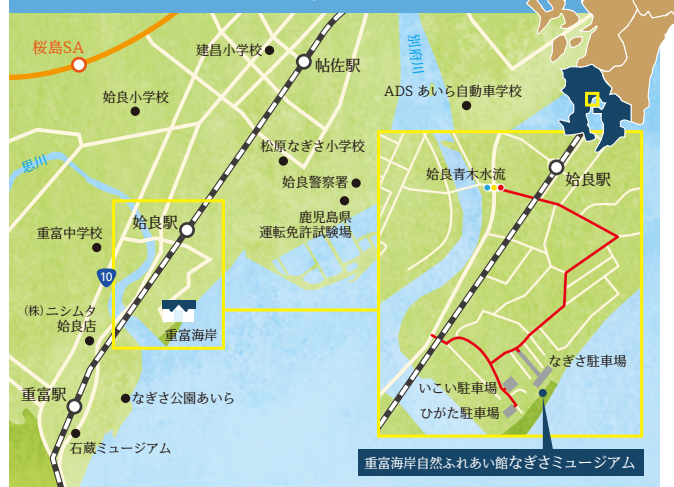 桜島SA
建昌小学校
帖佐駅
別府川
ADS あいら自動車学校
姶良小学校
松原なぎさ小学校
思川
姶良警察署
鹿児島県
運転免許試験場
姶良駅
重富中学校
10
(株)ニシムタ
姶良店
重富海岸
重富駅
なぎさ公園あいら
石蔵ミュージアム
姶良青木水流
姶良駅
なぎさ駐車場
いこい駐車場
ひがた駐車場
重富海岸自然ふれあい館なぎさミュージアム